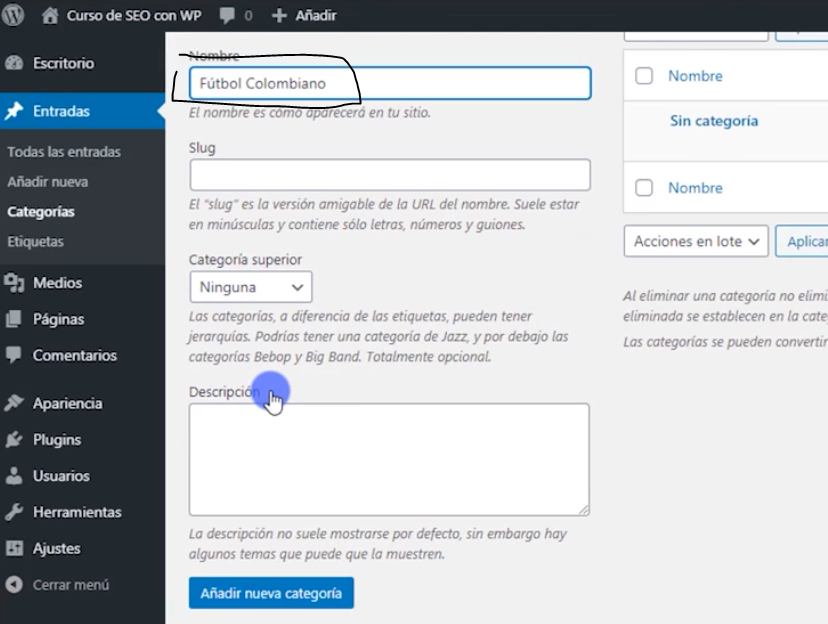 Curso de SEO con WP 0 Añadir
Escritorio
Entradas
Todas las entradas
Añadir nueva
Categorías
Etiquetas
Medios
Páginas
Comentarios
Apariencia
Plugins
Usuarios
Herramientas
Ajustes
Cerrar menú
Nombre
Fútbol Colombiano
El nombre es cómo aparecerá en tu sitio.
Slug
El "slug" es la versión amigable de la URL del nombre. Suele estar
en minúsculas y contiene sólo letras, números y guiones.
Categoría superior
Ninguna
Las categorías, a diferencia de las etiquetas, pueden tener
jerarquías. Podrías tener una categoría de Jazz, y por debajo las
categorías Bebop y Big Band. Totalmente opcional.
Descripción
La descripción no suele mostrarse por defecto, sin embargo hay
algunos temas que puede que la muestren.
Añadir nueva categoría
Nombre
Sin categoría
Nombre
Acciones en lote Aplicar
Al eliminar una categoría no elimi
eliminada se establecen en la cate
Las categorías se pueden convertir